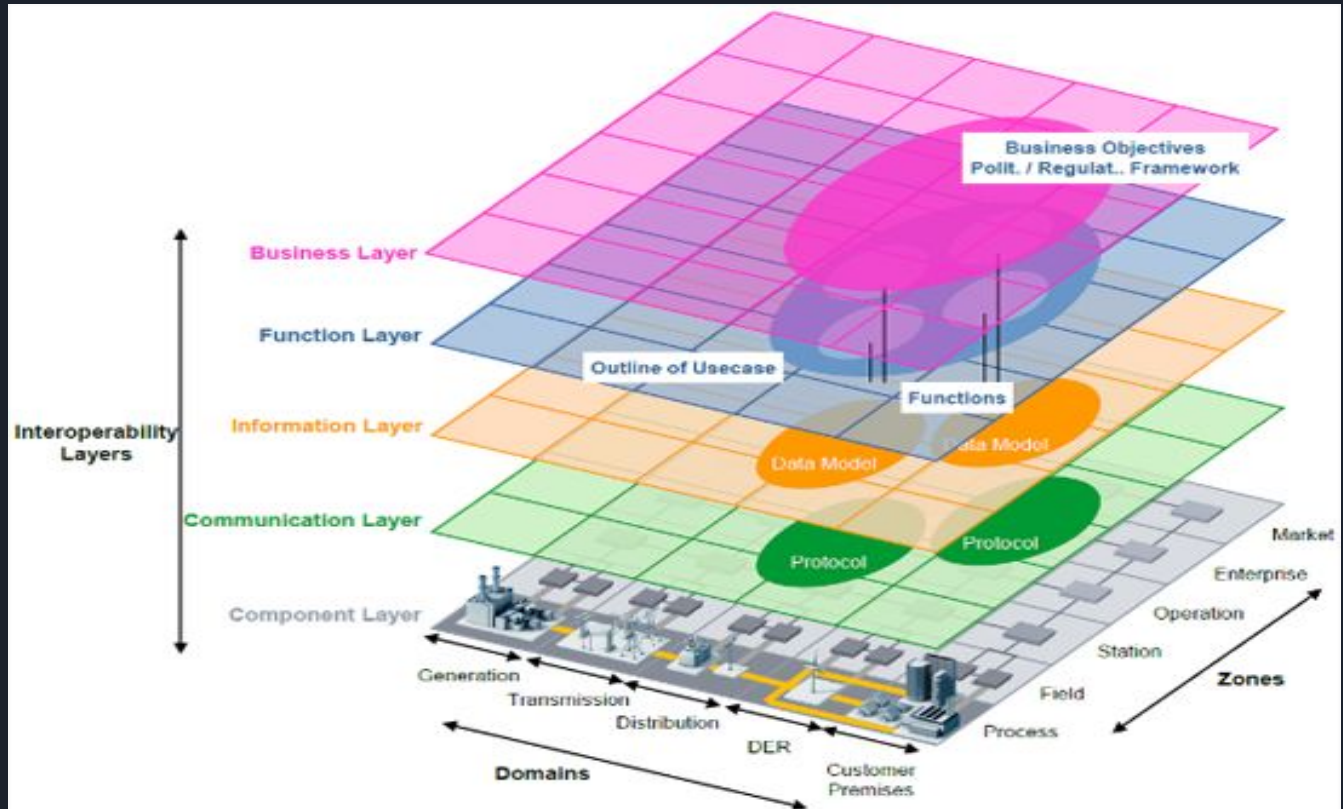 Business Objectives
Polit. / Regulat.. Framework
Business Layer
Function Layer
Outline of Usecase
Functions
Information Layer
Interoperability
Layers
Data Model
Data Model
Communication Layer
Protocol
Protocol
Component Layer
Market
Enterprise
Operation
Station
Field
Process
Zones
Generation
Transmission
Distribution
DER
Customer
Premises
Domains